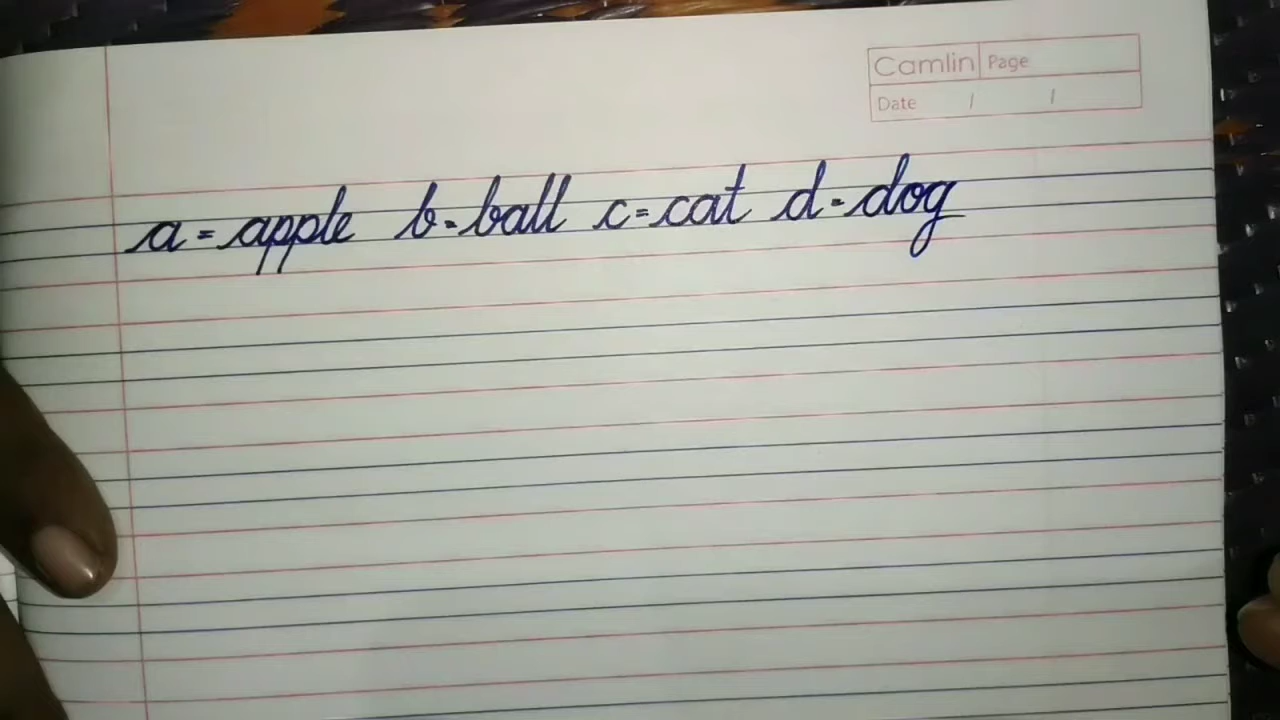 Camlin Page
Date / /
a = apple b - ball c = cat d - dog